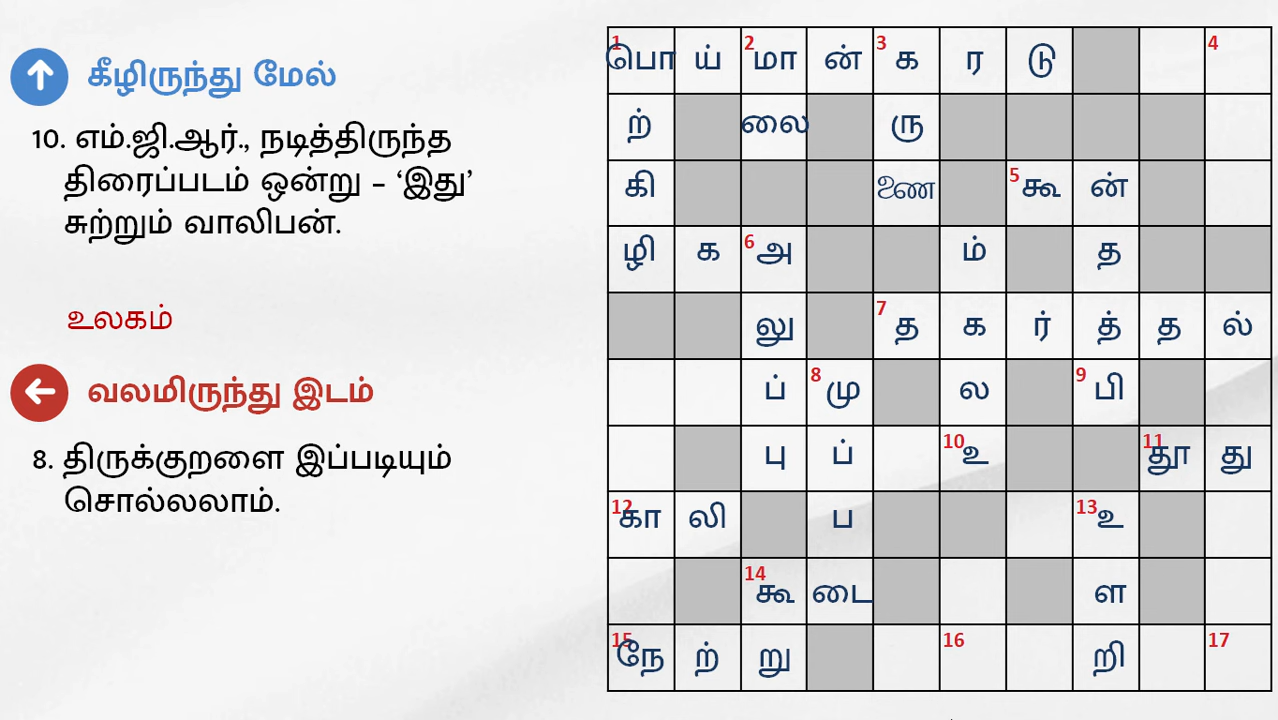 கீழிருந்து மேல்
10. எம்.ஜி.ஆர்., நடித்திருந்த
திரைப்படம் ஒன்று – ‘இது’
சுற்றும் வாலிபன்.
உலகம்
வலமிருந்து இடம்
8. திருக்குறளை இப்படியும்
சொல்லலாம்.
1 பொ ய் 2 மா ன் 3 க ர டு 4
ற் லை ரு
கி ணை 5 கூ ன்
ழி க 6 அ ம் த
லு 7 த க ர் த் த ல்
ப் 8 மு ல 9 பி
பு ப் 10 உ 11 தூ து
12 கா லி ப 13 உ
14 கூ டை ள
15 நே ற் று 16 றி 17